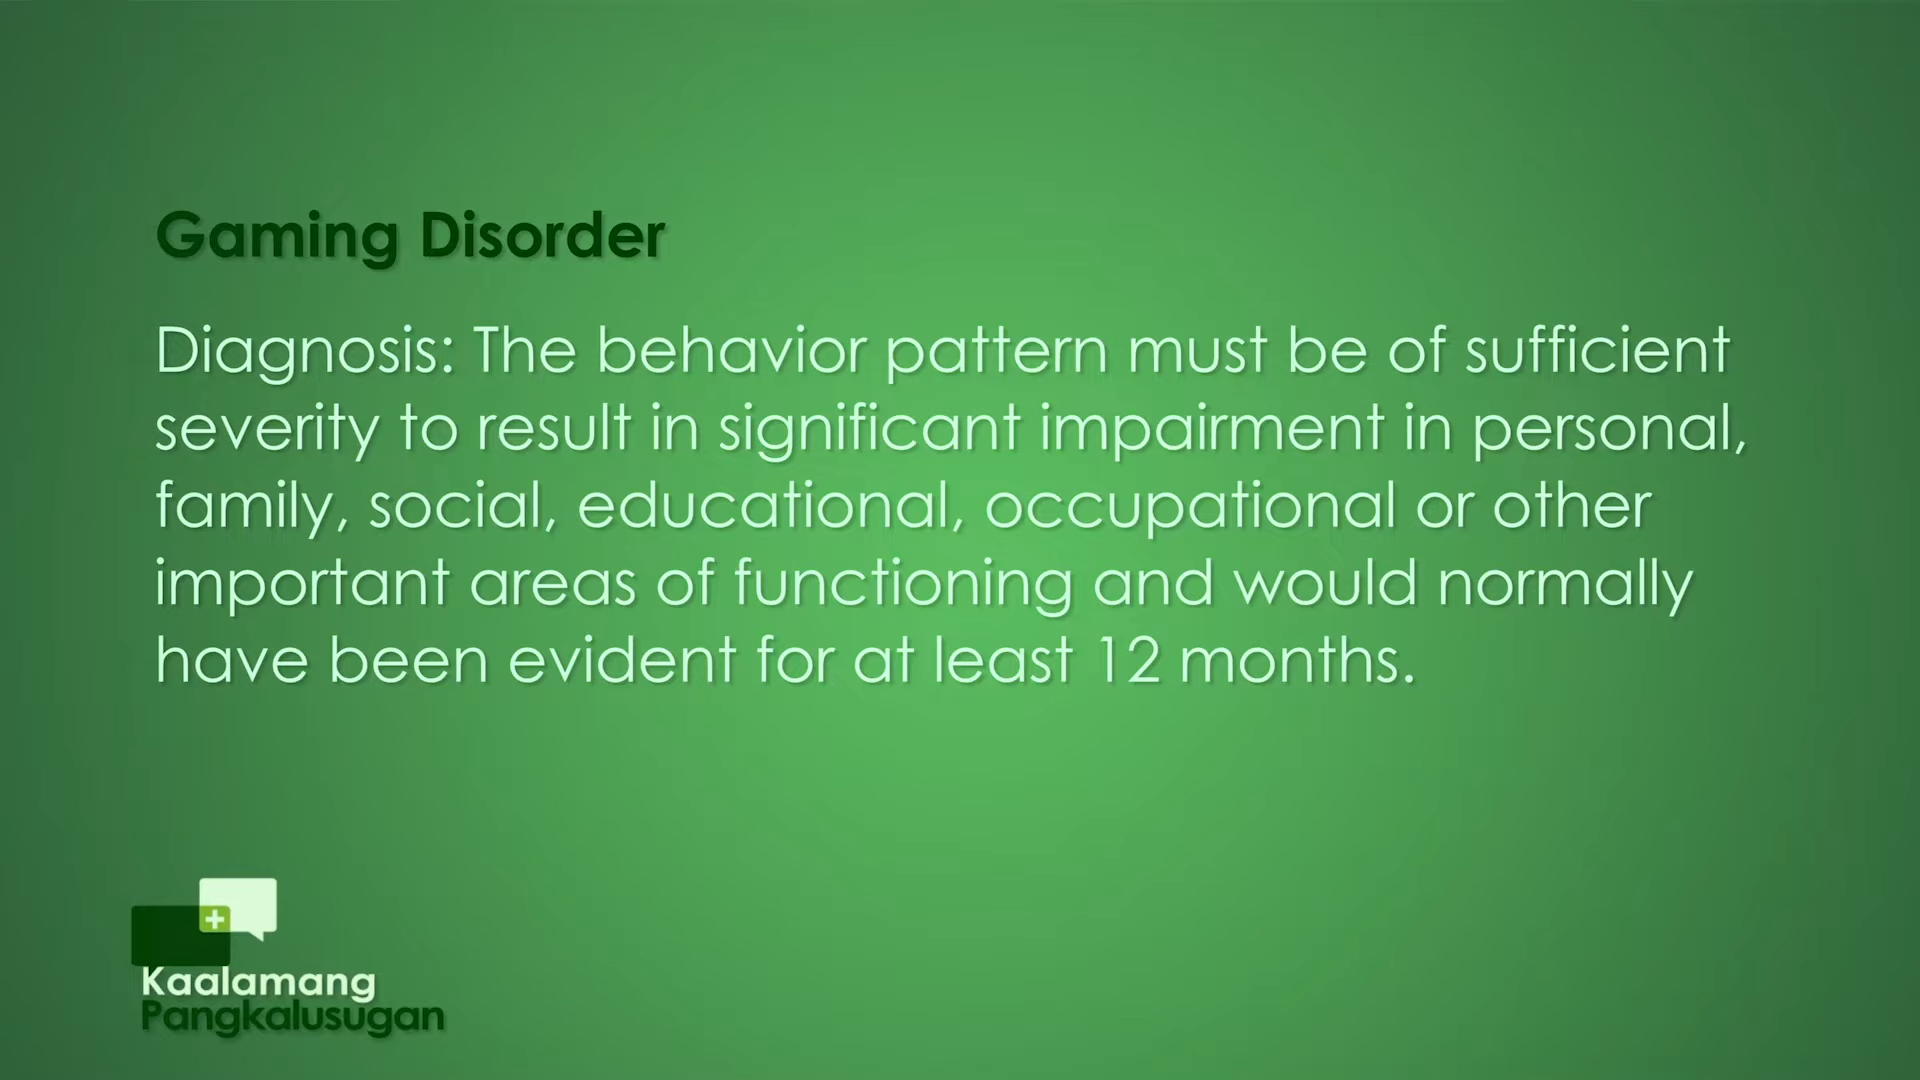 Gaming Disorder
Diagnosis: The behavior pattern must be of sufficient
severity to result in significant impairment in personal,
family, social, educational, occupational or other
important areas of functioning and would normally
have been evident for at least 12 months.
Kaalamang
Pangkalusugan